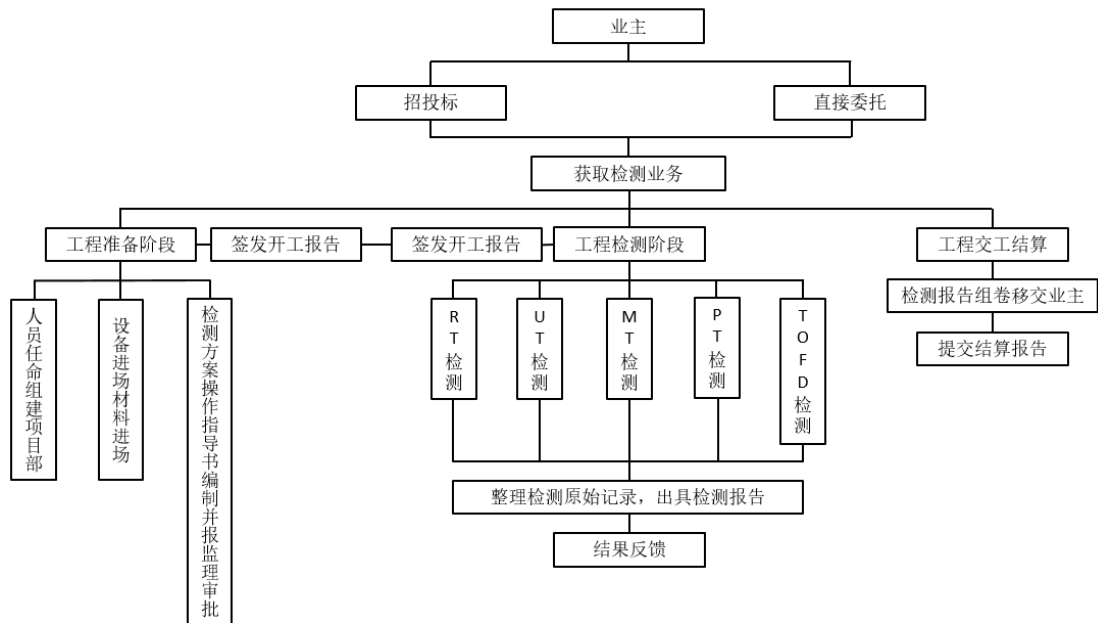 业主
招投标
直接委托
获取检测业务
工程准备阶段
签发开工报告
签发开工报告
工程检测阶段
工程交工结算
人员任命组建项目部
设备进场材料进场
检测方案操作指导书编制并报监理审批
RT检测
UT检测
MT检测
PT检测
TOFD检测
检测报告组卷移交业主
提交结算报告
整理检测原始记录，出具检测报告
结果反馈